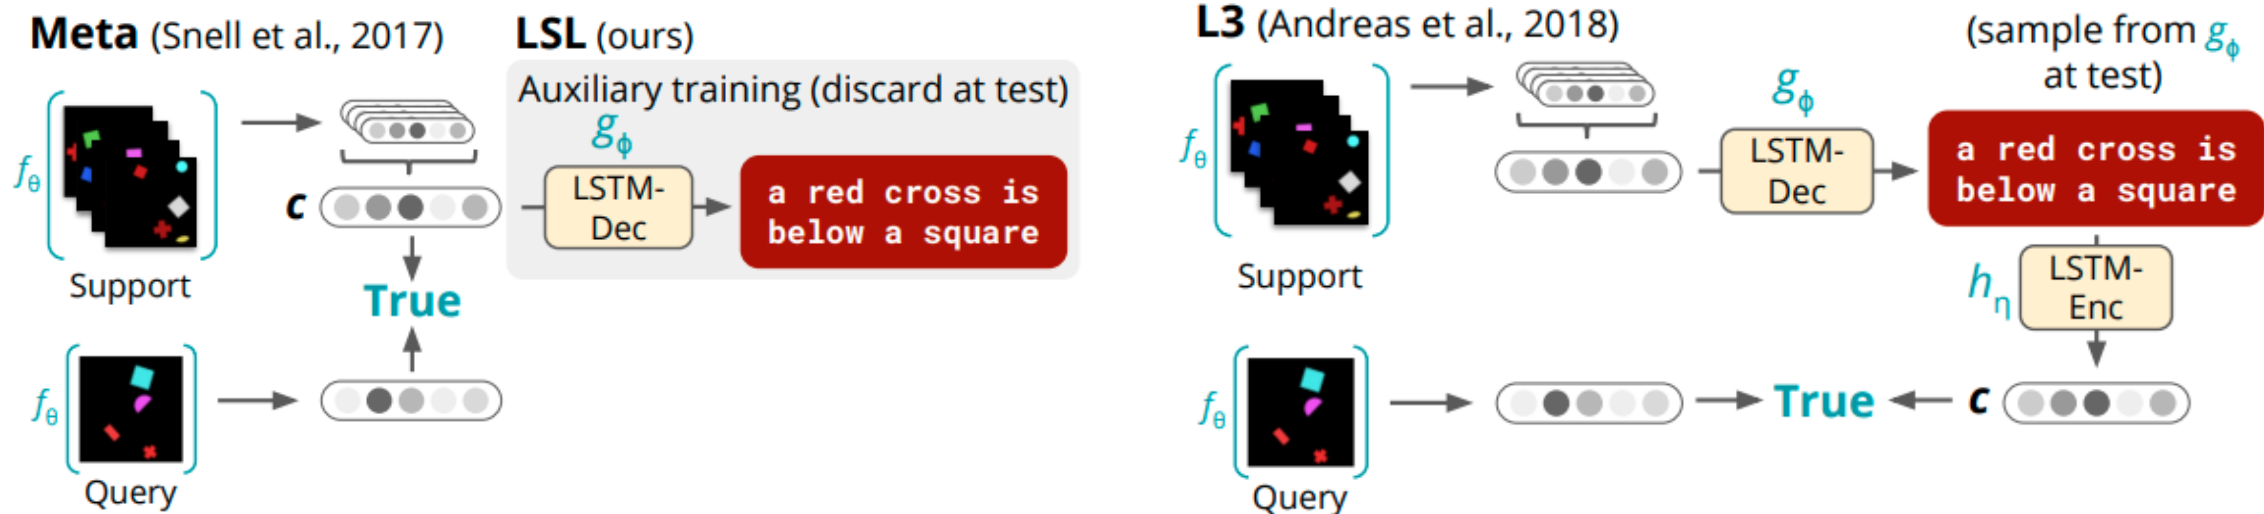 Meta (Snell et al., 2017)
LSL (ours)
Auxiliary training (discard at test)
gϕ
LSTM-
Dec
a red cross is
below a square
fθ
Support
c
True
fθ
Query
L3 (Andreas et al., 2018)
(sample from gϕ
at test)
gϕ
fθ
LSTM-
Dec
a red cross is
below a square
Support
hη
LSTM-
Enc
fθ
True
c
Query